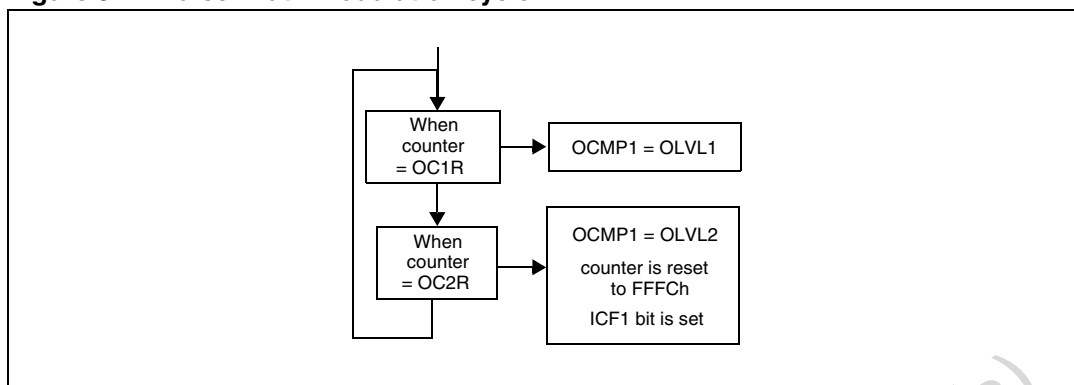 When
counter
= OC1R
OCMP1 = OLVL1
When
counter
= OC2R
OCMP1 = OLVL2
counter is reset
to FFFCh
ICF1 bit is set